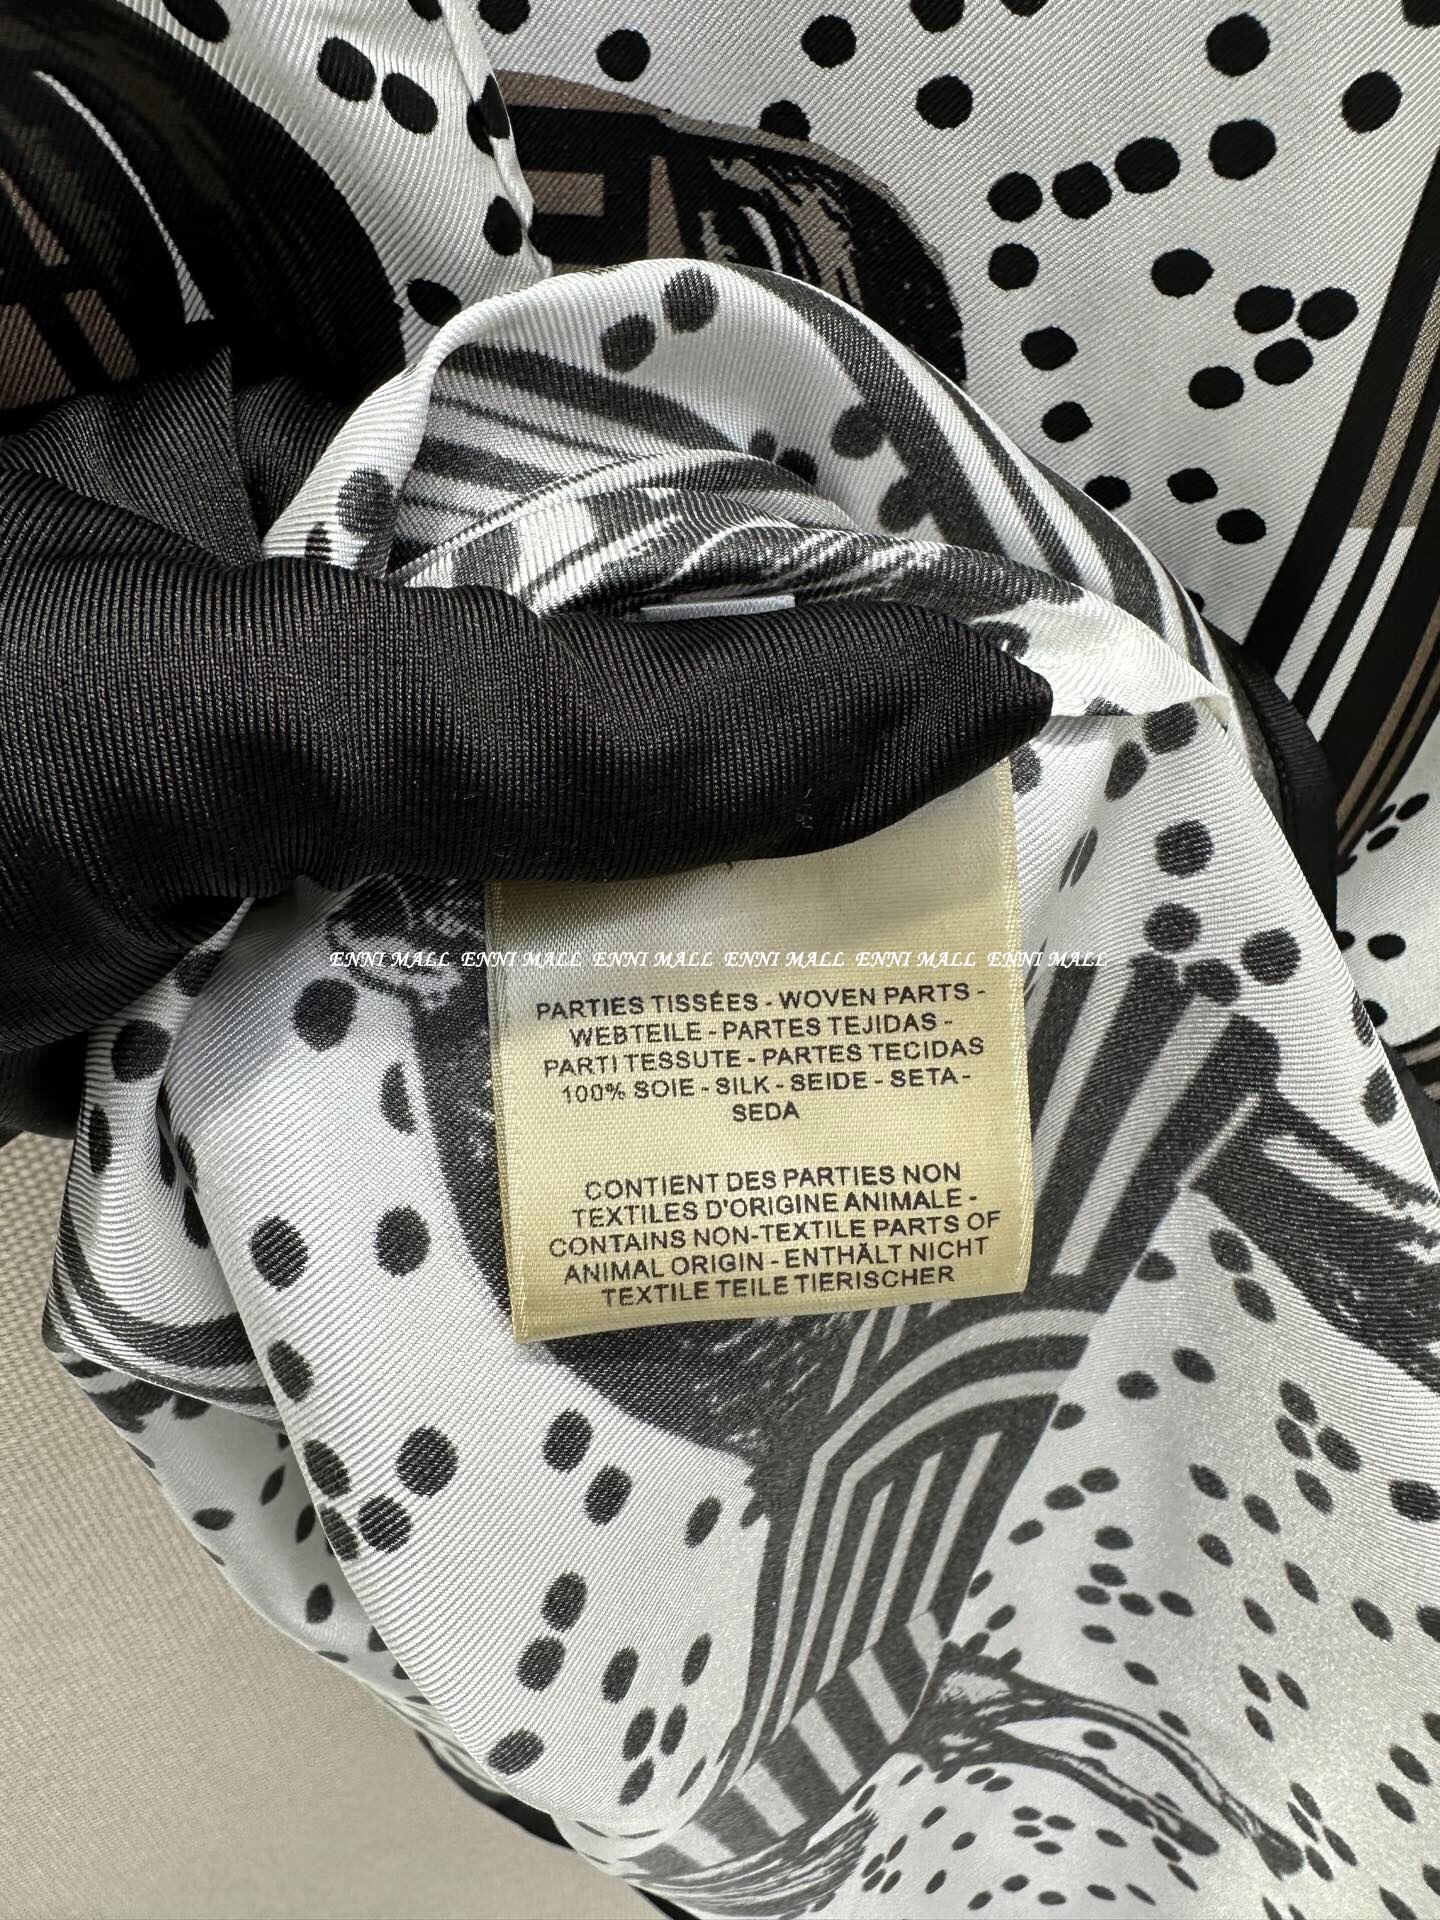 ENNI MALL ENNI MALL ENNI MALL ENNI MALL ENNI MALL ENNI MALL
PARTIES TISSÉES - WOVEN PARTS -
WEBTEILE - PARTES TEJIDAS -
PARTI TESSUTE - PARTES TECIDAS
100% SOIE - SILK - SEIDE - SETA -
SEDA
CONTIENT DES PARTIES NON
TEXTILES D'ORIGINE ANIMALE -
CONTAINS NON-TEXTILE PARTS OF
ANIMAL ORIGIN - ENTHÄLT NICHT
TEXTILE TEILE TIERISCHER